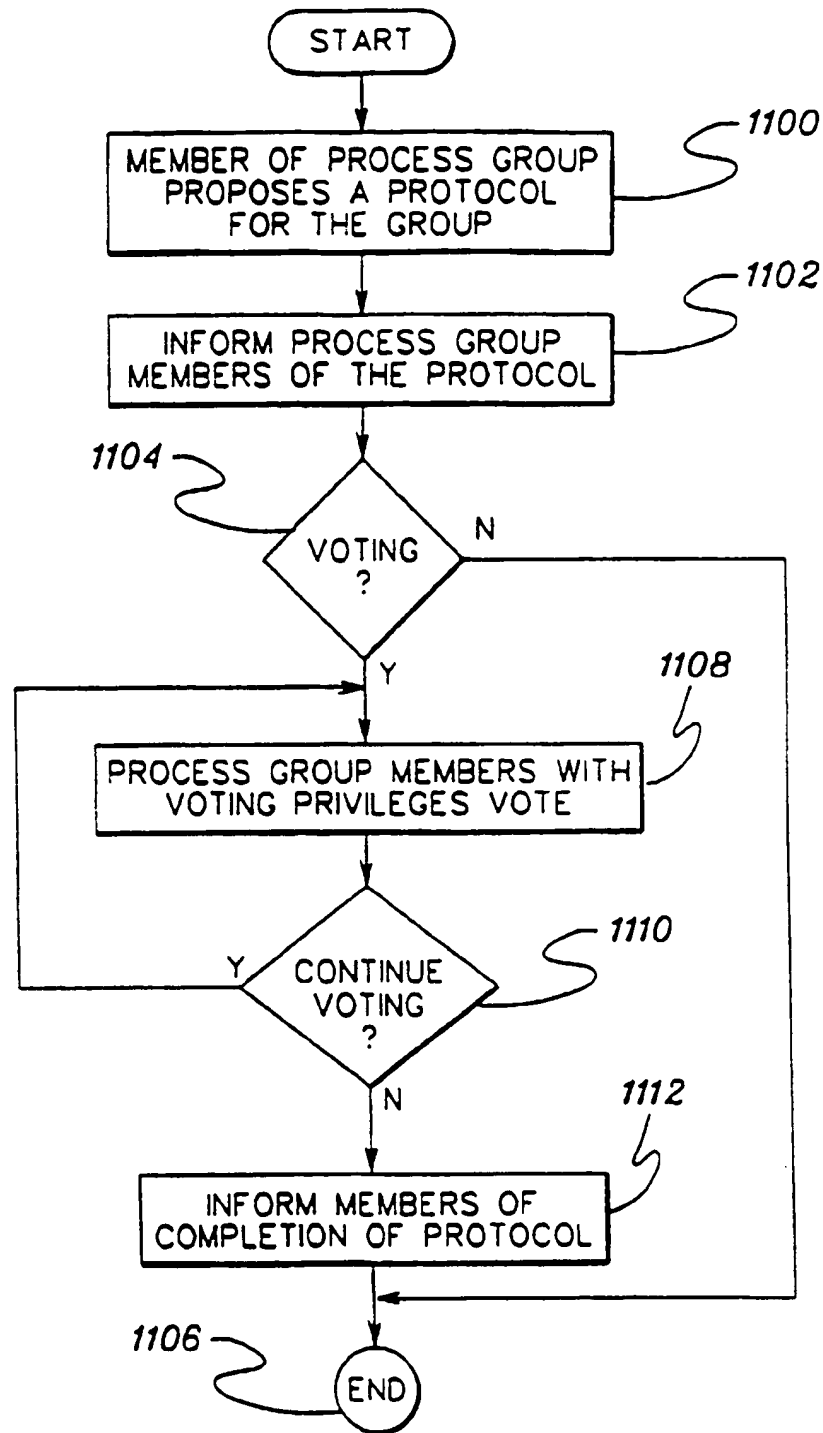 START
MEMBER OF PROCESS GROUP
PROPOSES A PROTOCOL
FOR THE GROUP
1100
INFORM PROCESS GROUP
MEMBERS OF THE PROTOCOL
1102
1104
VOTING
?
N
Y
1108
PROCESS GROUP MEMBERS WITH
VOTING PRIVILEGES VOTE
1110
Y
CONTINUE
VOTING
?
N
1112
INFORM MEMBERS OF
COMPLETION OF PROTOCOL
1106
END